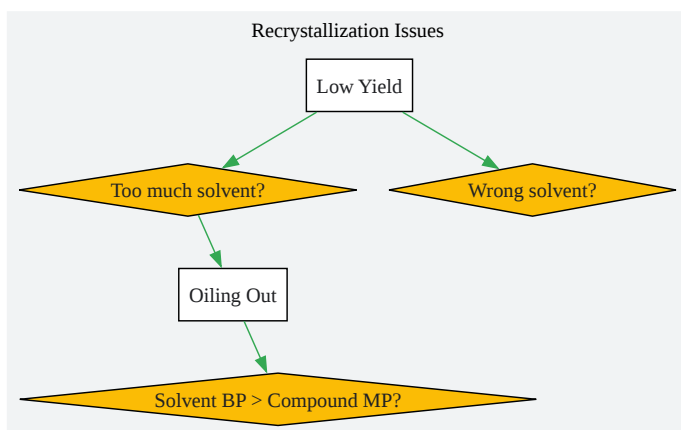 Recrystallization Issues
Low Yield
Too much solvent?
Wrong solvent?
Oiling Out
Solvent BP > Compound MP?